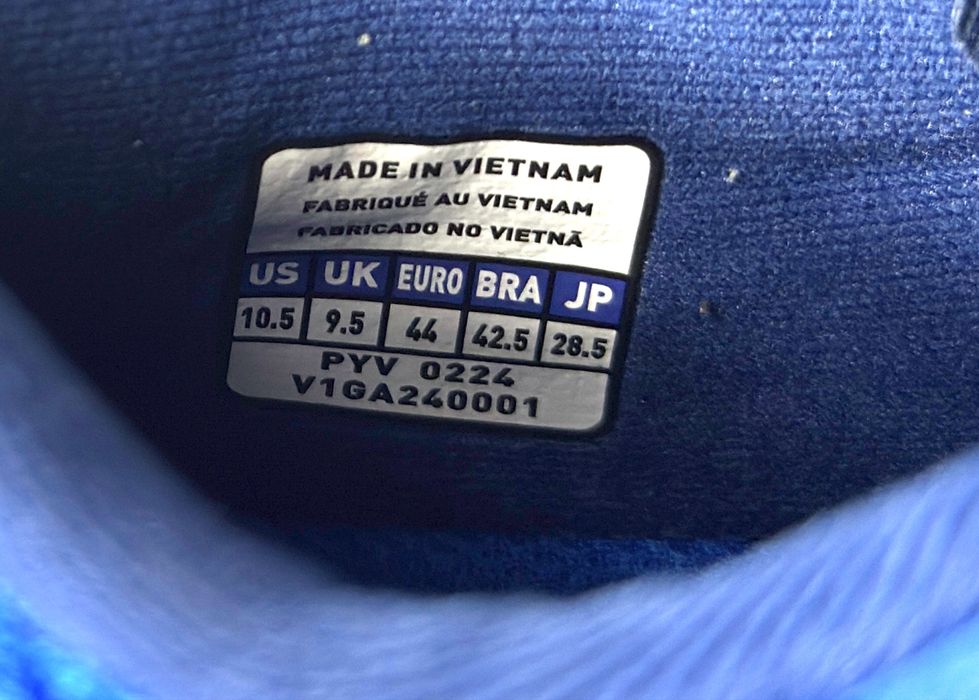 MADE IN VIETNAM
FABRIQUÉ AU VIETNAM
FABRICADO NO VIETNÃ
US UK EURO BRA JP
10.5 9.5 44 42.5 28.5
PYV 0224
V1GA240001